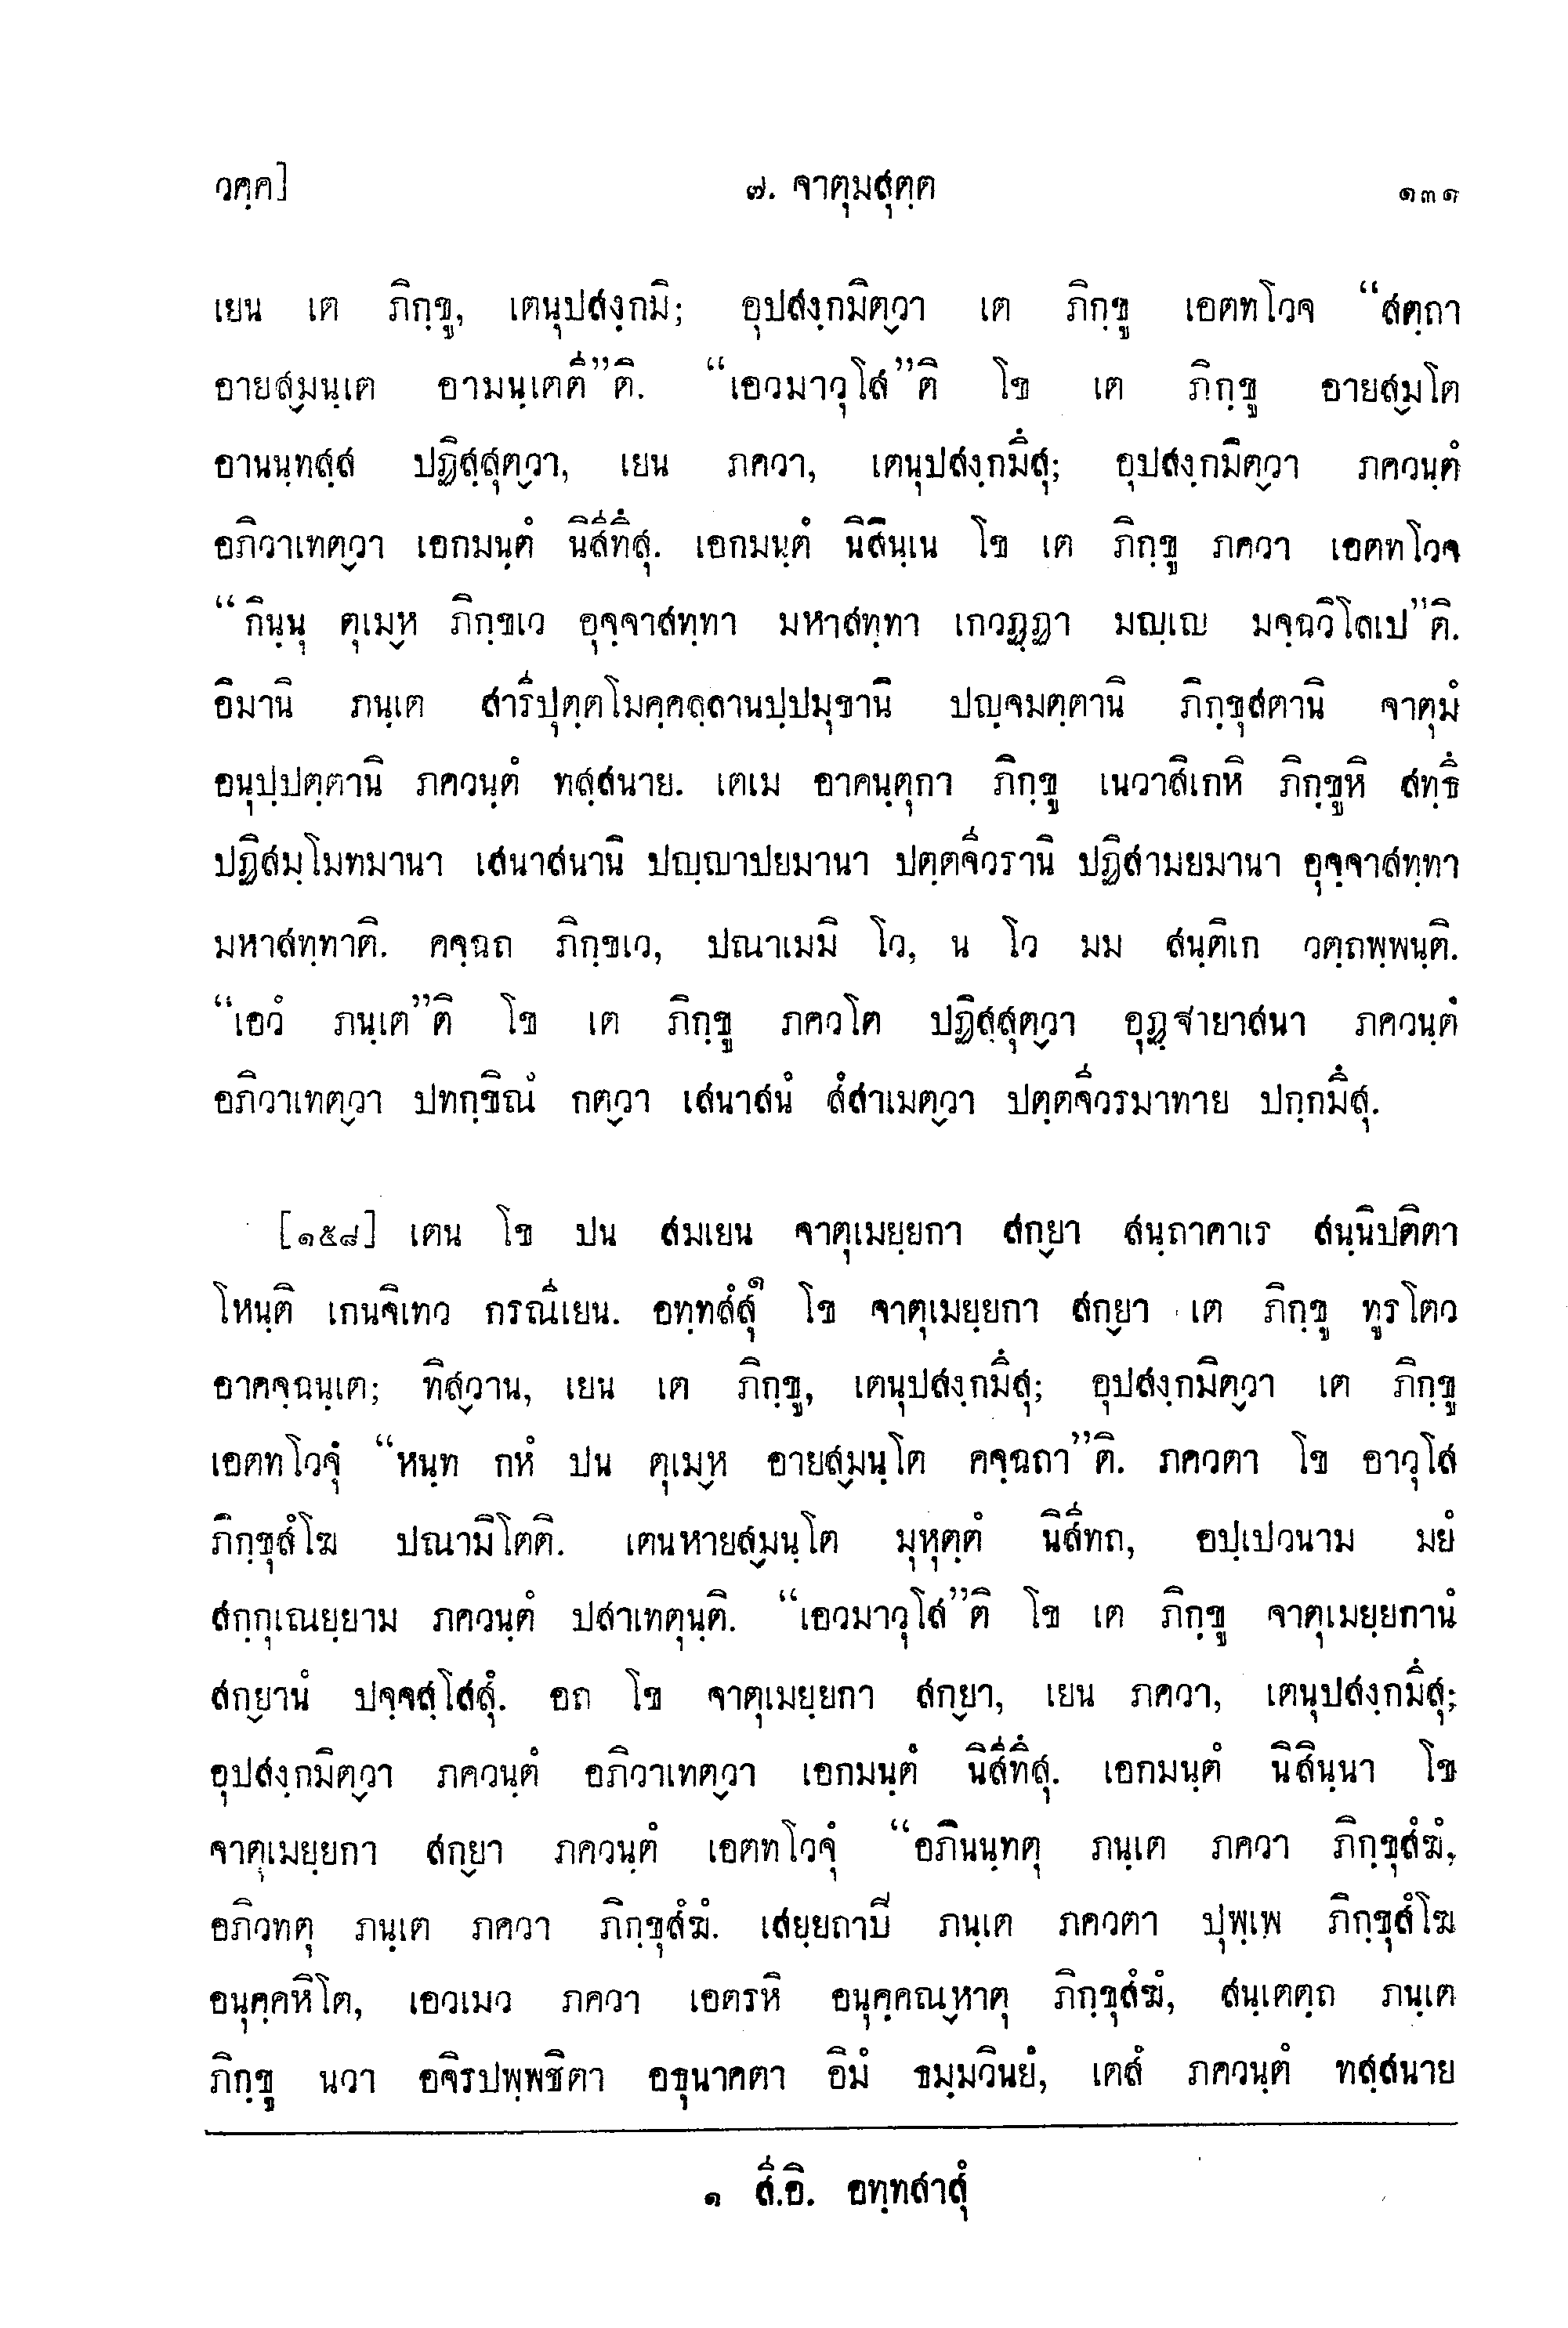 วคฺค]
๗. จาตุมสุตฺต
๑๓๑
เยน เต ภิกฺขู, เตนุปสงฺกมิ; อุปสงฺกมิตฺวา เต ภิกฺขู เอตทโวจ “สตฺถา
อายสฺมนฺเต อามนฺเตตี”ติ. “เอวมาวุโส”ติ โข เต ภิกฺขู อายสฺมโต
อานนฺทสฺส ปฏิสฺสุตฺวา, เยน ภควา, เตนุปสงฺกมึสุ; อุปสงฺกมิตฺวา ภควนฺตํ
อภิวาเทตฺวา เอกมนฺตํ นิสีทึสุ. เอกมนฺตํ นิสินฺเน โข เต ภิกฺขู ภควา เอตทโวจ
“กินฺนุ ตุเมฺห ภิกฺขเว อุจฺจาสทฺทา มหาสทฺทา เกวฏฺฏา มญฺเญ มจฺฉวิโลเป”ติ.
อิมานิ ภนฺเต สารีปุตฺตโมคฺคลฺลานปฺปมุขานิ ปญฺจมตฺตานิ ภิกฺขุสตานิ จาตุมํ
อนุปฺปตฺตานิ ภควนฺตํ ทสฺสนาย. เตเม อาคนฺตุกา ภิกฺขู เนวาสิเกหิ ภิกฺขูหิ สทฺธึ
ปฏิสมฺโมทมานา เสนาสนานิ ปญฺญาปยมานา ปตฺตจีวรานิ ปฏิสามยมานา อุจฺจาสทฺทา
มหาสทฺทาติ. คจฺฉถ ภิกฺขเว, ปณาเมมิ โว, น โว มม สนฺติเก วตฺถพฺพนฺติ.
“เอวํ ภนฺเต”ติ โข เต ภิกฺขู ภควโต ปฏิสฺสุตฺวา อุฏฺฐายาสนา ภควนฺตํ
อภิวาเทตฺวา ปทกฺขิณํ กตฺวา เสนาสนํ สํสาเมตฺวา ปตฺตจีวรมาทาย ปกฺกมึสุ.
[๑๕๘] เตน โข ปน สมเยน จาตุเมยฺยกา สกฺยา สนฺถาคาเร สนฺนิปติตา
โหนฺติ เกนจิเทว กรณีเยน. อทฺทสํสุํ๑ โข จาตุเมยฺยกา สกฺยา เต ภิกฺขู ทูรโตว
อาคจฺฉนฺเต; ทิสฺวาน, เยน เต ภิกฺขู, เตนุปสงฺกมึสุ; อุปสงฺกมิตฺวา เต ภิกฺขู
เอตทโวจุํ “หนฺท กหํ ปน ตุเมฺห อายสฺมนฺโต คจฺฉถา”ติ. ภควตา โข อาวุโส
ภิกฺขุสํโฆ ปณามิโตติ. เตนหายสฺมนฺโต มุหุตฺตํ นิสีทถ, อปฺเปวนาม มยํ
สกฺกุเณยฺยาม ภควนฺตํ ปสาเทตุนฺติ. “เอวมาวุโส”ติ โข เต ภิกฺขู จาตุเมยฺยกานํ
สกฺยานํ ปจฺจสฺโสสุํ. อถ โข จาตุเมยฺยกา สกฺยา, เยน ภควา, เตนุปสงฺกมึสุ;
อุปสงฺกมิตฺวา ภควนฺตํ อภิวาเทตฺวา เอกมนฺตํ นิสีทึสุ. เอกมนฺตํ นิสินฺนา โข
จาตุเมยฺยกา สกฺยา ภควนฺตํ เอตทโวจุํ “อภินนฺทตุ ภนฺเต ภควา ภิกฺขุสํฆํ,
อภิวทตุ ภนฺเต ภควา ภิกฺขุสํฆํ. เสยฺยถาปี ภนฺเต ภควตา ปุพฺเพ ภิกฺขุสํโฆ
อนุคฺคหิโต, เอวเมว ภควา เอตรหิ อนุคฺคณฺหาตุ ภิกฺขุสํฆํ, สนฺเตตฺถ ภนฺเต
ภิกฺขู นวา อจิรปพฺพชิตา อธุนาคตา อิมํ ธมฺมวินยํ, เตสํ ภควนฺตํ ทสฺสนาย
๑ สี.อิ. อทฺทสาสุํ